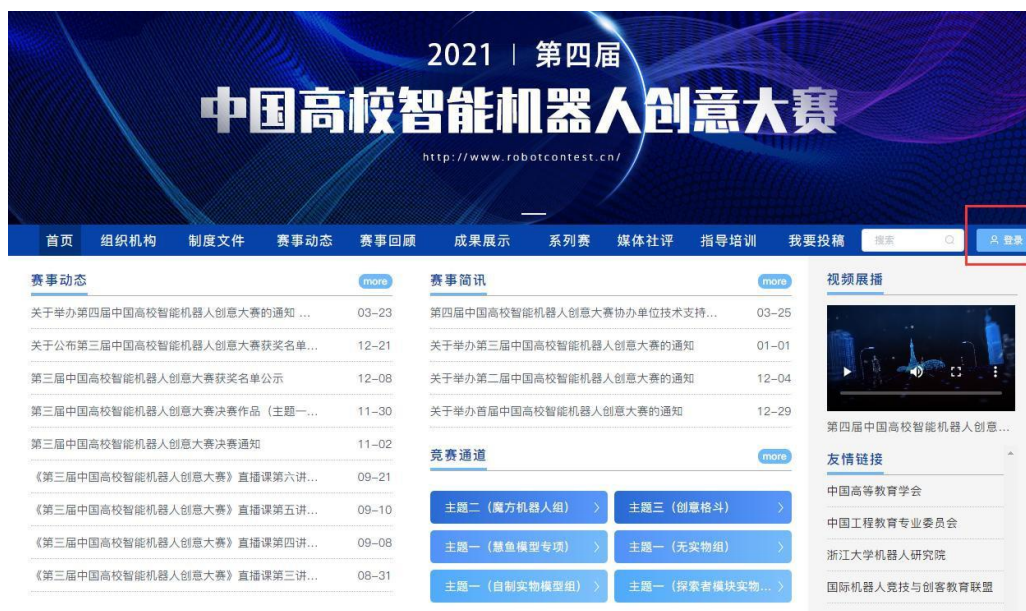 2021 | 第四届
中国高校智能机器人创意大赛
http://www.robotcontest.cn/
首页 组织机构 制度文件 赛事动态 赛事回顾 成果展示 系列赛 媒体社评 指导培训 我要投稿 搜索 登录
赛事动态 more
关于举办第四届中国高校智能机器人创意大赛的通知 ... 03-23
关于公布第三届中国高校智能机器人创意大赛获奖名单... 12-21
第三届中国高校智能机器人创意大赛获奖名单公示 12-08
第三届中国高校智能机器人创意大赛决赛作品（主题一... 11-30
第三届中国高校智能机器人创意大赛决赛通知 11-02
《第三届中国高校智能机器人创意大赛》直播课第六讲... 09-21
《第三届中国高校智能机器人创意大赛》直播课第五讲... 09-10
《第三届中国高校智能机器人创意大赛》直播课第四讲... 09-08
《第三届中国高校智能机器人创意大赛》直播课第三讲... 08-31
赛事简讯 more
第四届中国高校智能机器人创意大赛协办单位技术支持... 03-25
关于举办第三届中国高校智能机器人创意大赛的通知 01-01
关于举办第二届中国高校智能机器人创意大赛的通知 12-04
关于举办首届中国高校智能机器人创意大赛的通知 12-29
竞赛通道 more
主题二（魔方机器人组） 主题三（创意格斗）
主题一（慧鱼模型专项） 主题一（无实物组）
主题一（自制实物模型组） 主题一（探索者模块实物...
视频展播
第四届中国高校智能机器人创意...
友情链接
中国高等教育学会
中国工程教育专业委员会
浙江大学机器人研究院
国际机器人竞技与创客教育联盟